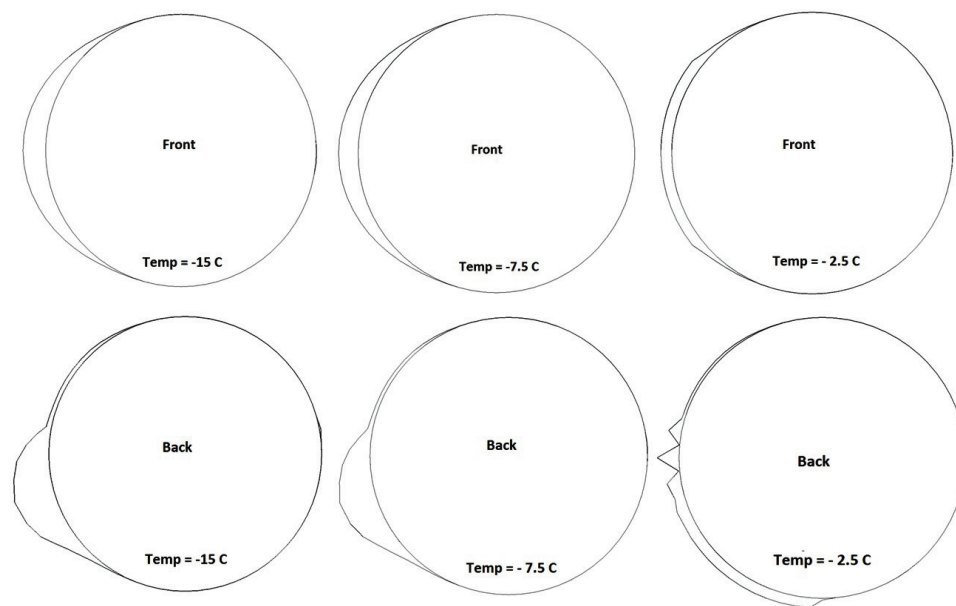 Front
Front
Front
Temp = -15 C
Temp = -7.5 C
Temp = - 2.5 C
Back
Back
Back
Temp = -15 C
Temp = - 7.5 C
Temp = - 2.5 C